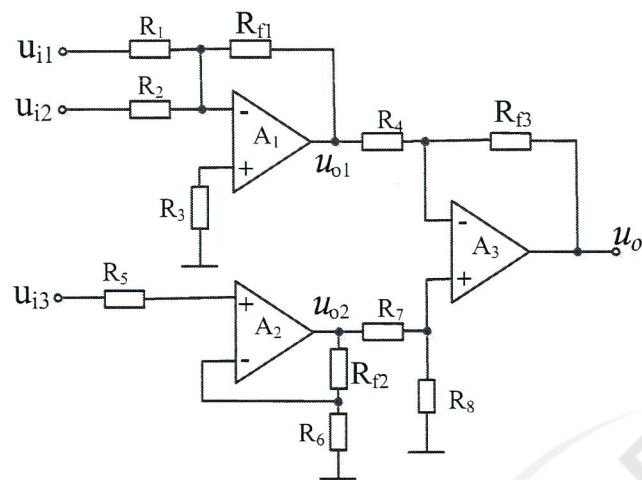 R1 Rf1
ui1
R2
ui2
- A1 +
uo1
R4 Rf3
R3
- A3 +
uo
R5
ui3
+ A2 -
uo2
R7
Rf2
R8
R6